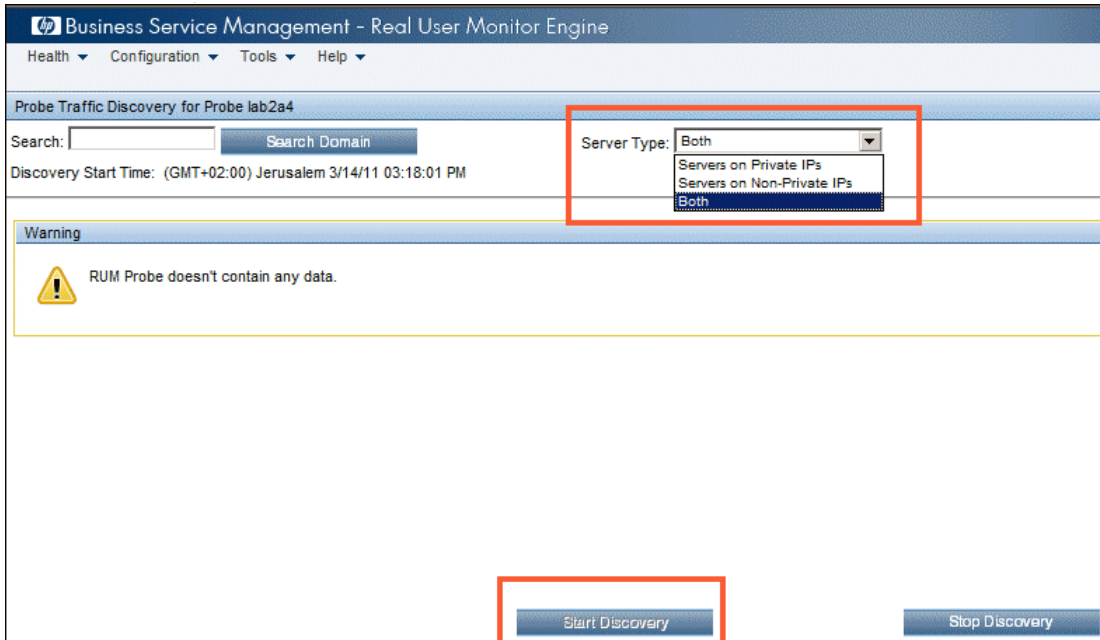 hp Business Service Management - Real User Monitor Engine
Health Configuration Tools Help
Probe Traffic Discovery for Probe lab2a4
Search: Search Domain
Server Type: Both
Servers on Private IPs
Servers on Non-Private IPs
Both
Discovery Start Time: (GMT+02:00) Jerusalem 3/14/11 03:18:01 PM
Warning
RUM Probe doesn't contain any data.
Start Discovery Stop Discovery